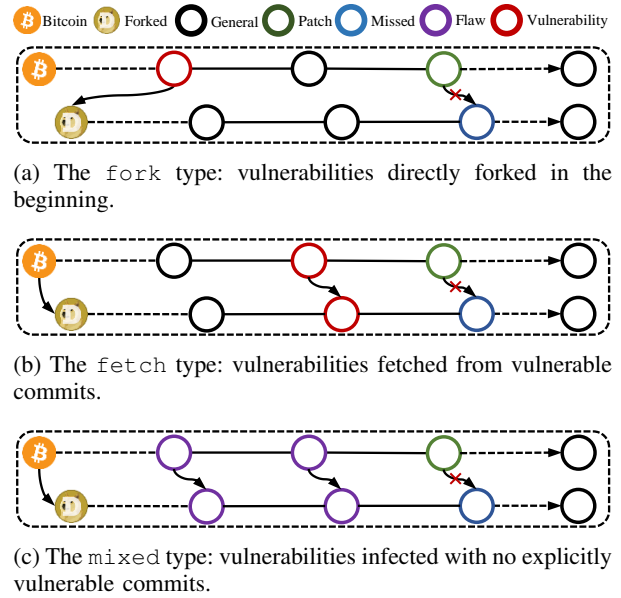 Bitcoin Forked General Patch Missed Flaw Vulnerability
(a) The fork type: vulnerabilities directly forked in the
beginning.
(b) The fetch type: vulnerabilities fetched from vulnerable
commits.
(c) The mixed type: vulnerabilities infected with no explicitly
vulnerable commits.